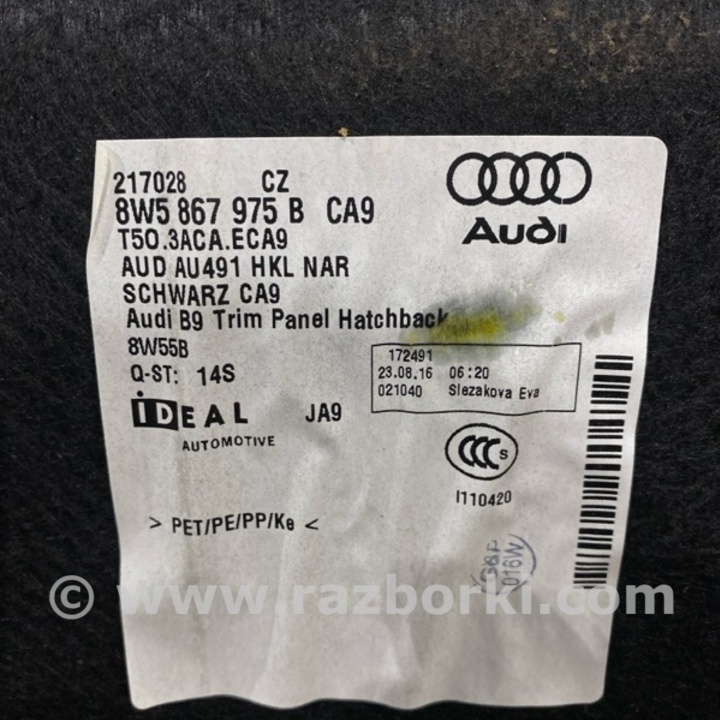 217028 CZ
8W5 867 975 B CA9
T50.3ACA.ECA9
AUD AU491 HKL NAR
SCHWARZ CA9
Audi B9 Trim Panel Hatchback
8W55B
Q-ST: 14S
IDEAL JA9
AUTOMOTIVE
> PET/PE/PP/Ke <
Audi
172491
23.08.16 06:20
021040 Slezakova Eva
CCC S
I110420
016W
© www.razborki.com